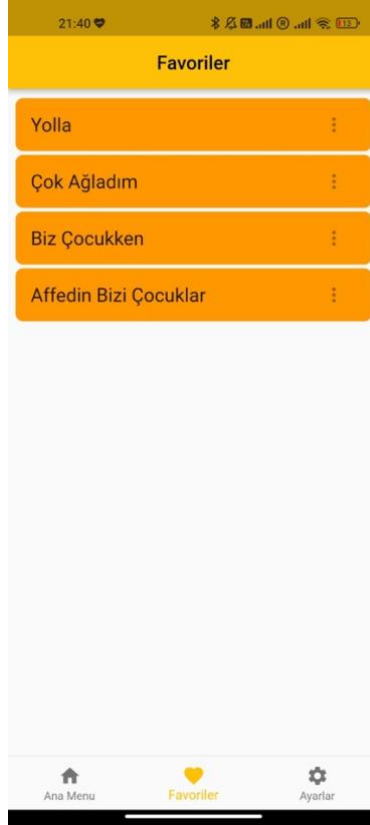 21:40
Favoriler
Yolla
Çok Ağladım
Biz Çocukken
Affedin Bizi Çocuklar
Ana Menu
Favoriler
Ayarlar